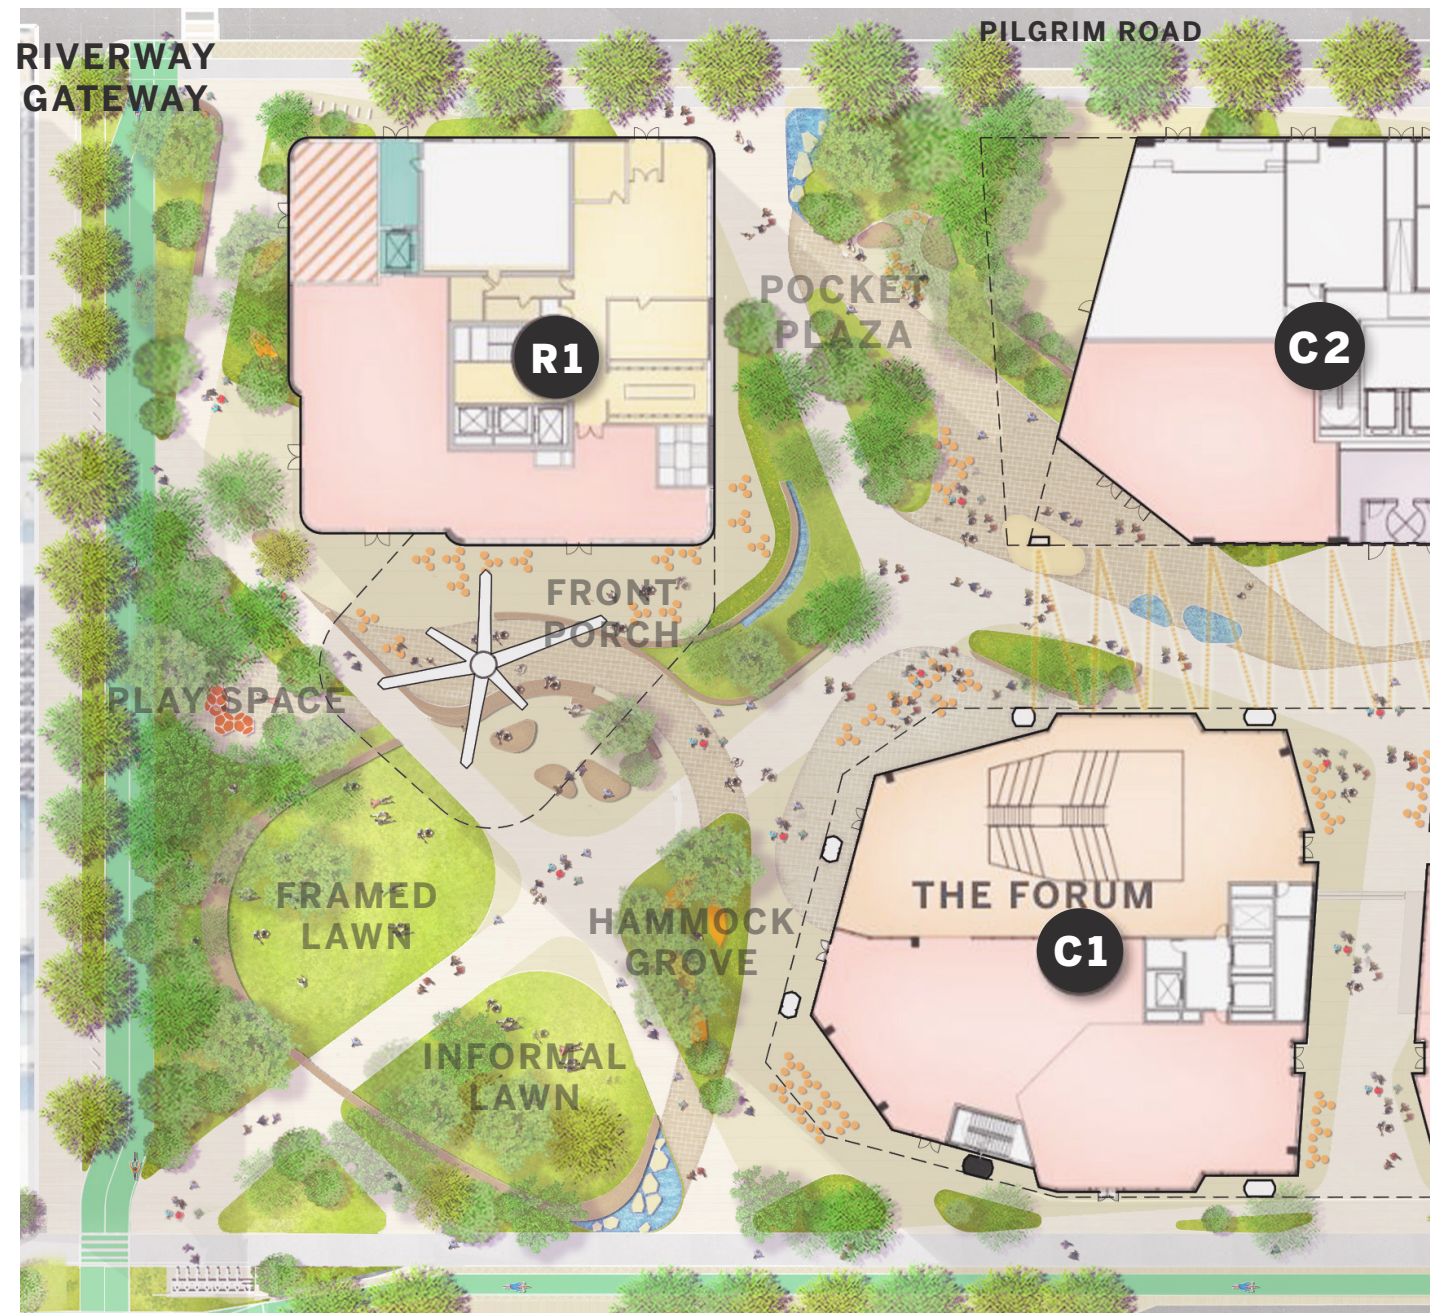 PILGRIM ROAD
RIVERWAY
GATEWAY
POCKET
PLAZA
R1
C2
FRONT
PORCH
PLAY SPACE
FRAMED
LAWN
HAMMOCK
GROVE
THE FORUM
C1
INFORMAL
LAWN